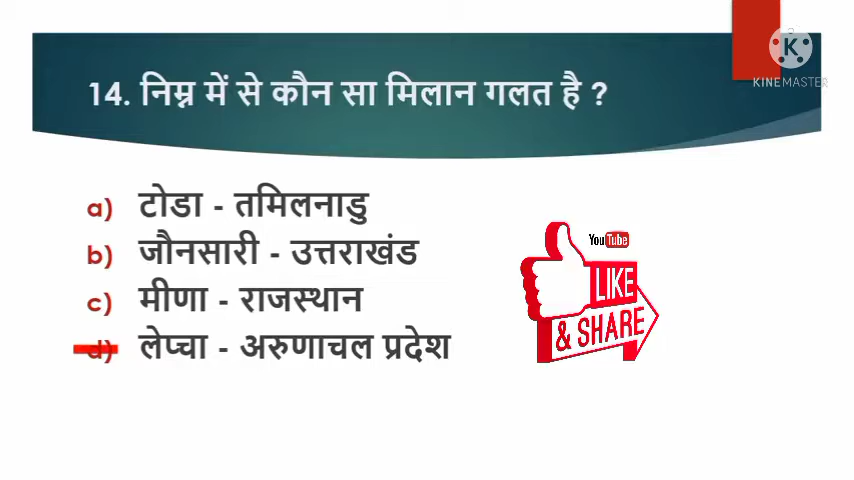 KINEMASTER
14. निम्न में से कौन सा मिलान गलत है ?
a) टोडा - तमिलनाडु
b) जौनसारी - उत्तराखंड
c) मीणा - राजस्थान
d) लेप्चा - अरुणाचल प्रदेश
YouTube
LIKE
& SHARE